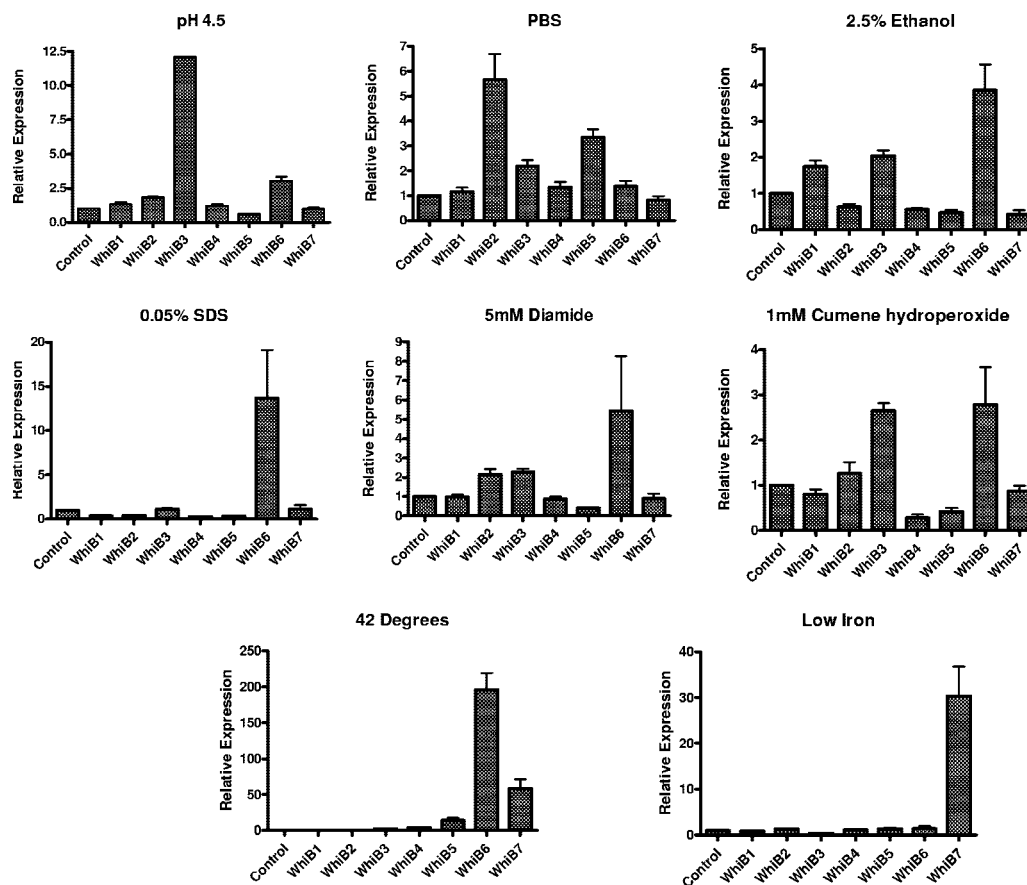 pH 4.5
Relative Expression
12.5
10.0
7.5
5.0
2.5
0.0
Control
WhiB1
WhiB2
WhiB3
WhiB4
WhiB5
WhiB6
WhiB7
PBS
Relative Expression
7
6
5
4
3
2
1
0
Control
WhiB1
WhiB2
WhiB3
WhiB4
WhiB5
WhiB6
WhiB7
2.5% Ethanol
Relative Expression
5
4
3
2
1
0
Control
WhiB1
WhiB2
WhiB3
WhiB4
WhiB5
WhiB6
WhiB7
0.05% SDS
Relative Expression
20
15
10
5
0
Control
WhiB1
WhiB2
WhiB3
WhiB4
WhiB5
WhiB6
WhiB7
5mM Diamide
Relative Expression
9
8
7
6
5
4
3
2
1
0
Control
WhiB1
WhiB2
WhiB3
WhiB4
WhiB5
WhiB6
WhiB7
1mM Cumene hydroperoxide
Relative Expression
4
3
2
1
0
Control
WhiB1
WhiB2
WhiB3
WhiB4
WhiB5
WhiB6
WhiB7
42 Degrees
Relative Expression
250
200
150
100
50
0
Control
WhiB1
WhiB2
WhiB3
WhiB4
WhiB5
WhiB6
WhiB7
Low Iron
Relative Expression
40
30
20
10
0
Control
WhiB1
WhiB2
WhiB3
WhiB4
WhiB5
WhiB6
WhiB7